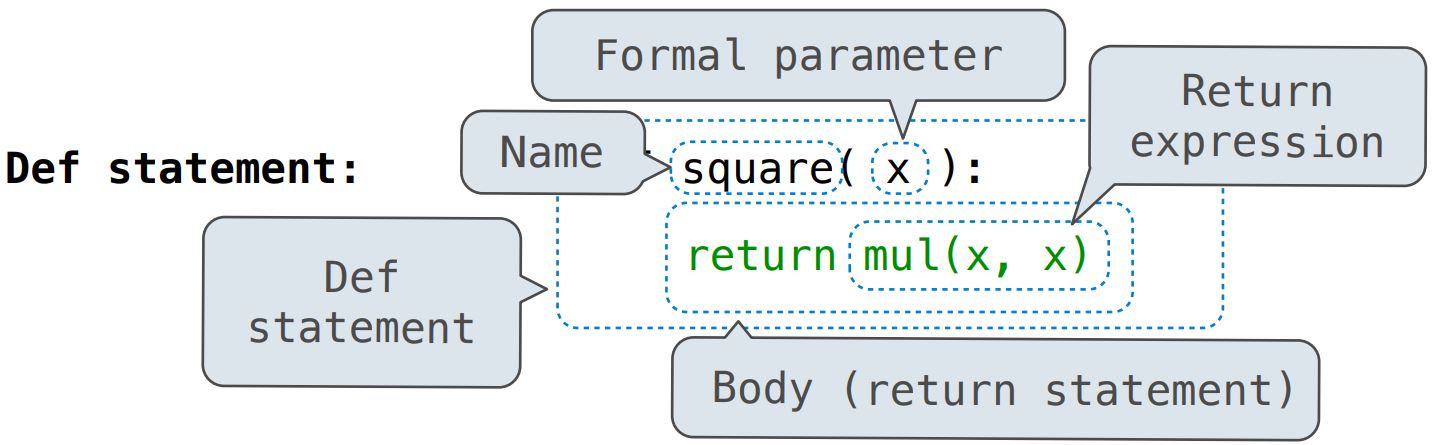 Formal parameter
Return
expression
Name
Def statement:
square( x ):
Def
statement
return mul(x, x)
Body (return statement)